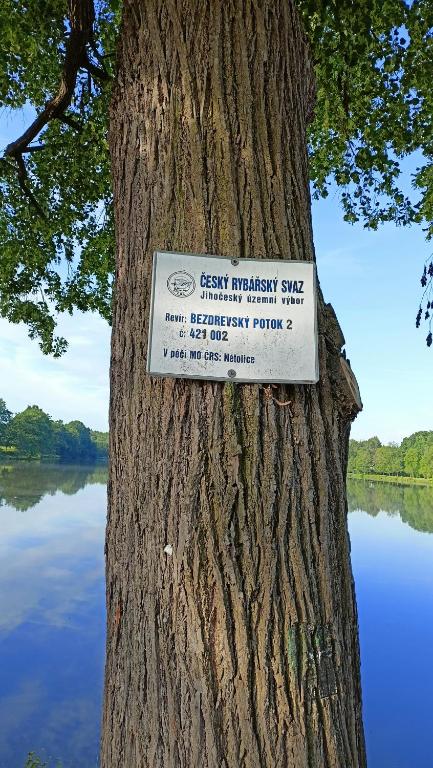 ČESKÝ RYBÁŘSKÝ SVAZ
Jihočeský územní výbor
Revír: BEZDREVSKÝ POTOK 2
č: 421 002
V péči MO ČRS: Netolice